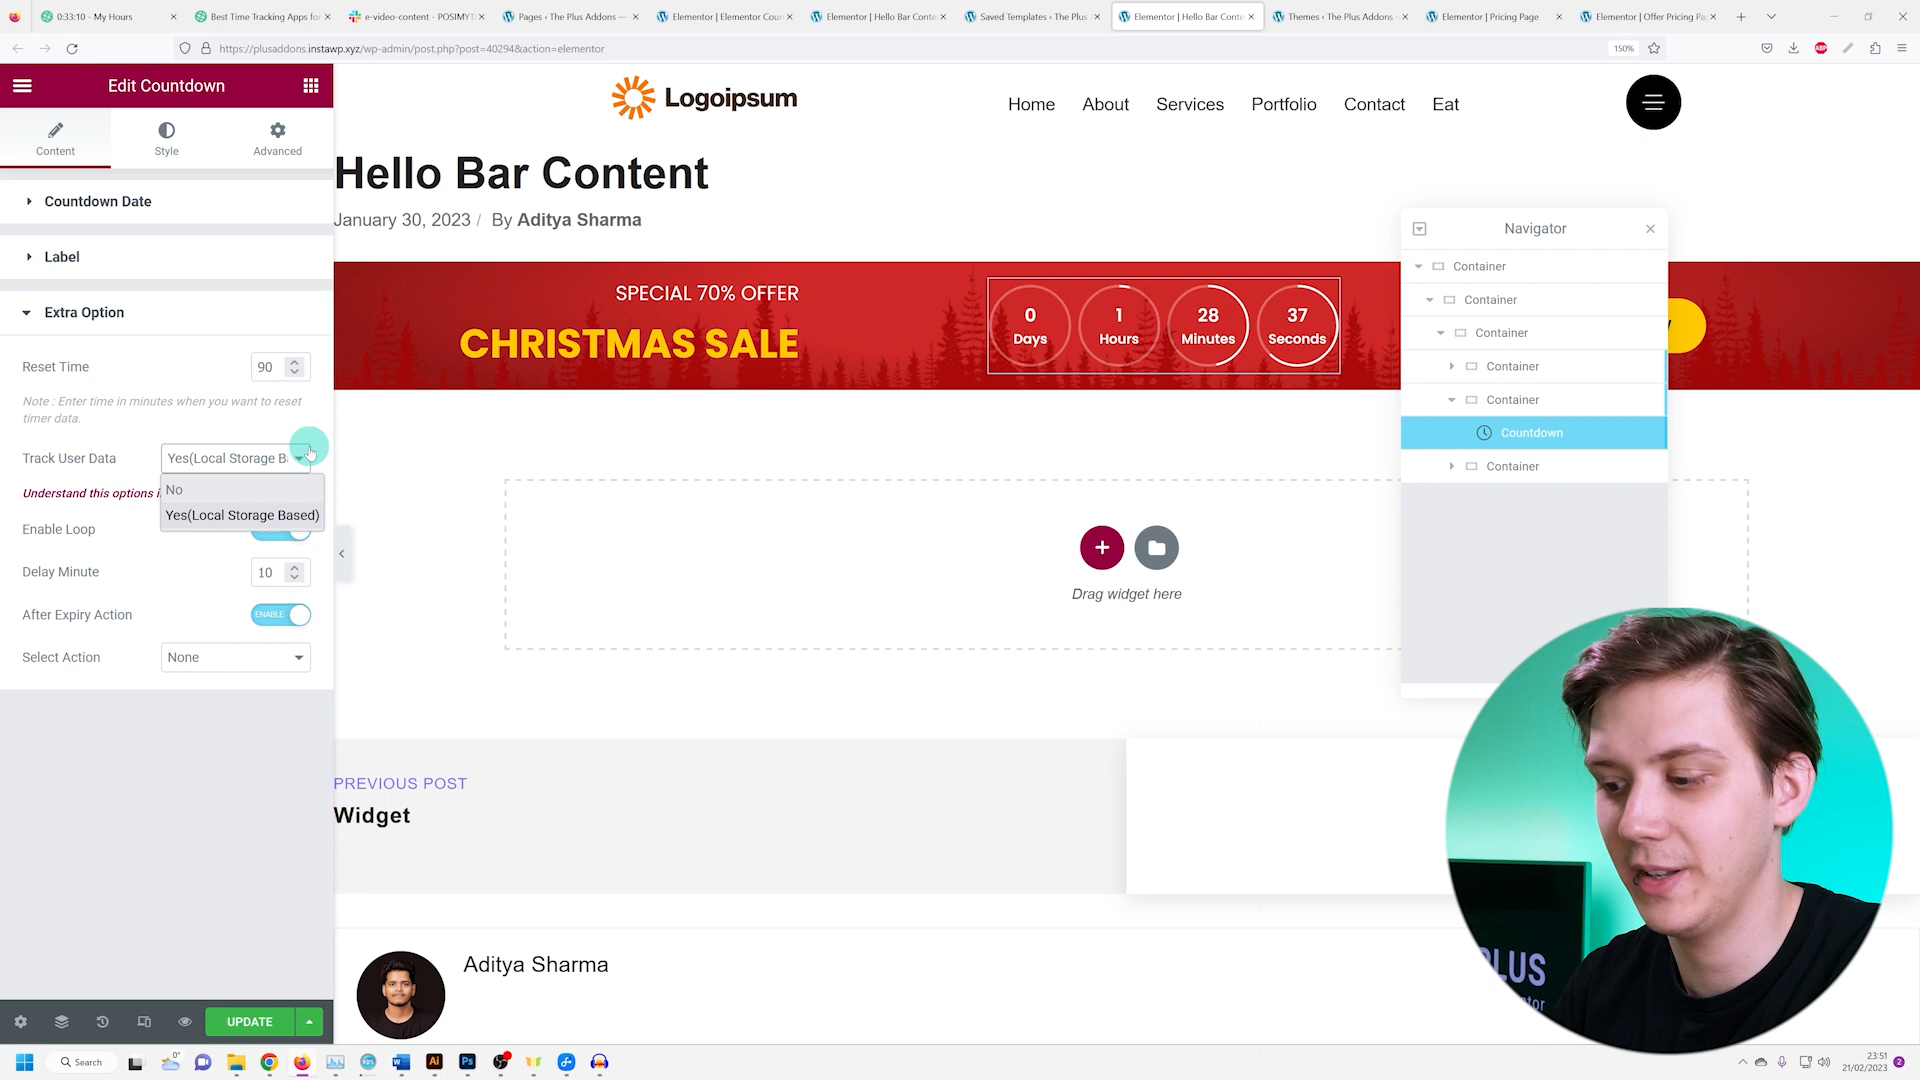 0:33:10 - My Hours
Best Time Tracking Apps for
e-video-content - POSIMYTH
Pages ‹ The Plus Addons —
Elementor | Elementor Coun
Elementor | Hello Bar Conte
Saved Templates ‹ The Plus
Elementor | Hello Bar Conte
Themes ‹ The Plus Addons
Elementor | Pricing Page
Elementor | Offer Pricing Pa
https://plusaddons.instawp.xyz/wp-admin/post.php?post=40294&action=elementor
150%
ABP
Edit Countdown
Content
Style
Advanced
Countdown Date
Label
Extra Option
Reset Time
90
Note : Enter time in minutes when you want to reset
timer data.
Track User Data
Yes(Local Storage B
Understand this options i
No
Yes(Local Storage Based)
Enable Loop
Delay Minute
10
After Expiry Action
ENABLE
Select Action
None
UPDATE
Logoipsum
Home
About
Services
Portfolio
Contact
Eat
Hello Bar Content
January 30, 2023 / By Aditya Sharma
SPECIAL 70% OFFER
CHRISTMAS SALE
0
Days
1
Hours
28
Minutes
37
Seconds
Navigator
Container
Container
Container
Container
Container
Countdown
Container
Drag widget here
PREVIOUS POST
Widget
Aditya Sharma
PLUS
ntor
Search
0°
Ai
Ps
23:51
21/02/2023
2